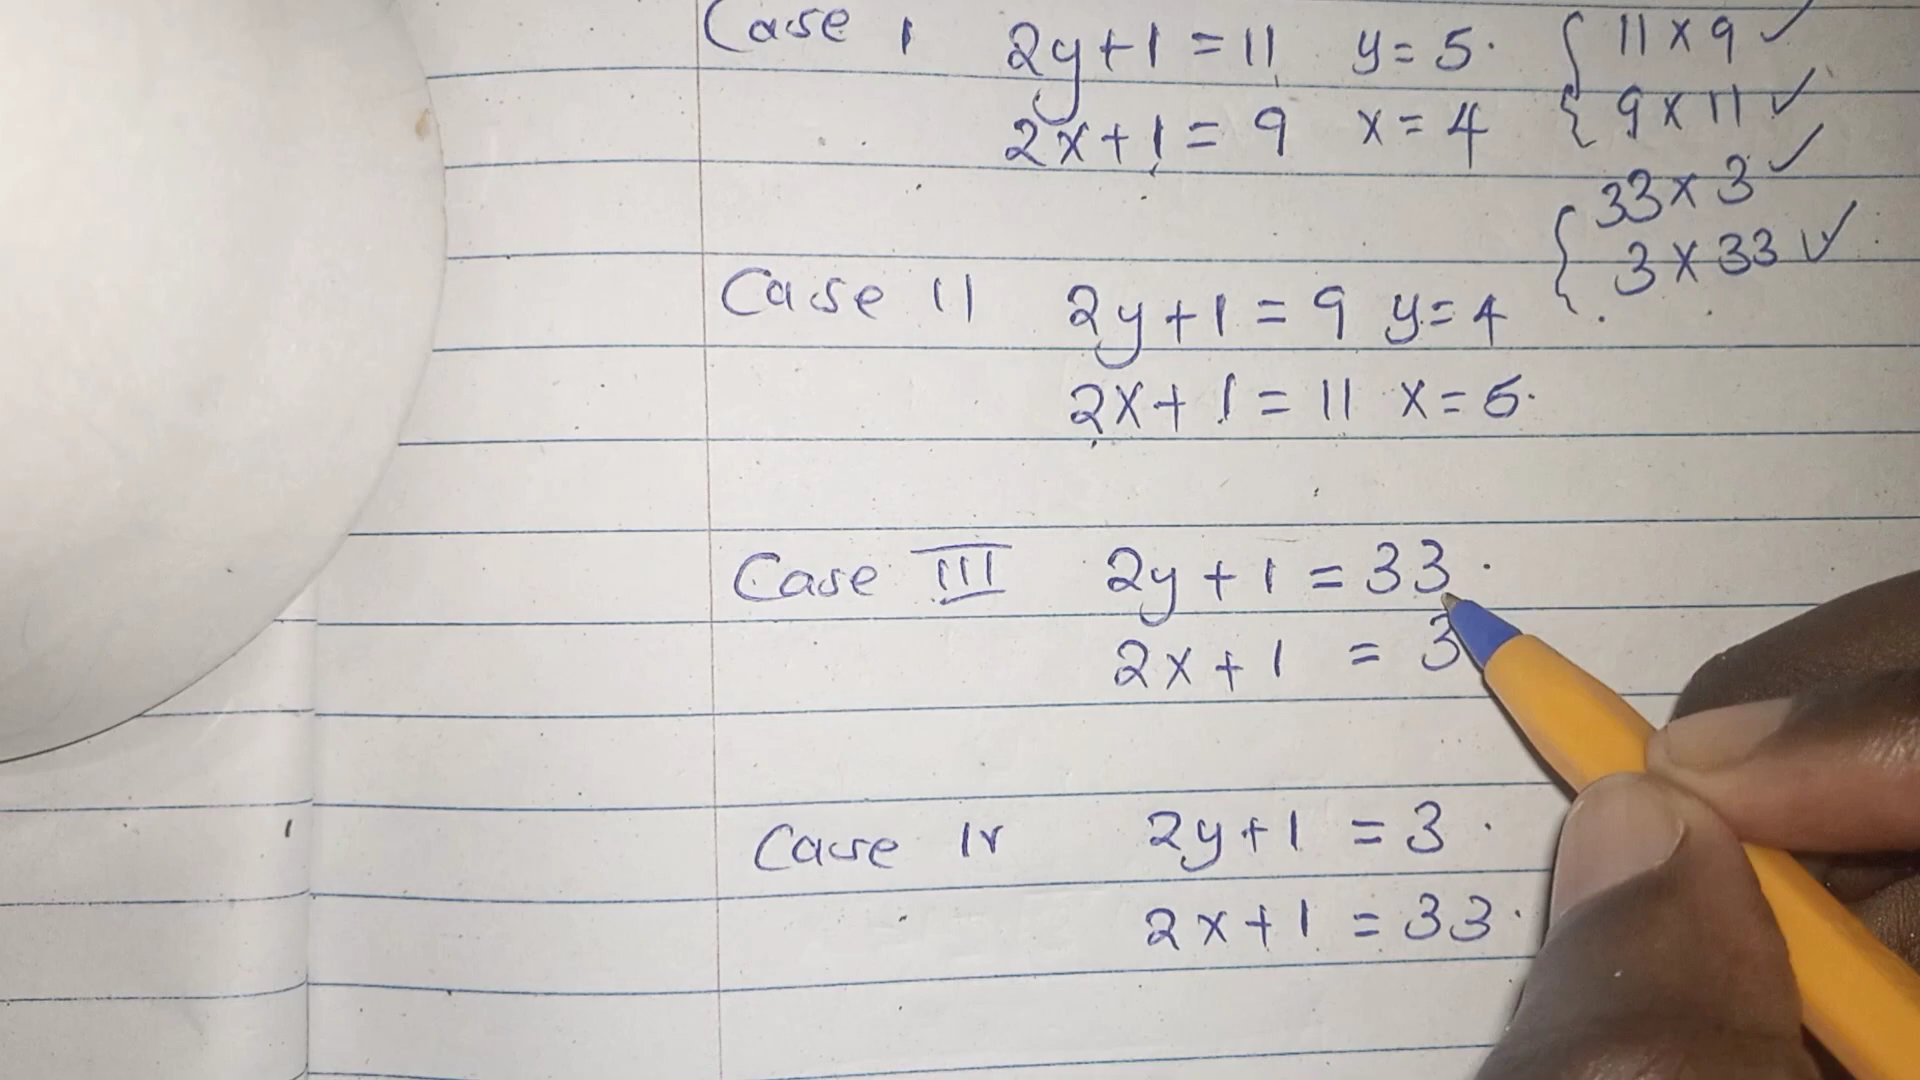 Case I 2y+1 = 11 y = 5. { 11 x 9 ✓
2x+1 = 9 x = 4 { 9 x 11 ✓
{ 33 x 3 ✓
{ 3 x 33 ✓
Case II 2y+1 = 9 y = 4
2x+1 = 11 x = 5.
Case III 2y+1 = 33.
2x+1 = 3
Case IV 2y+1 = 3.
2x+1 = 33.